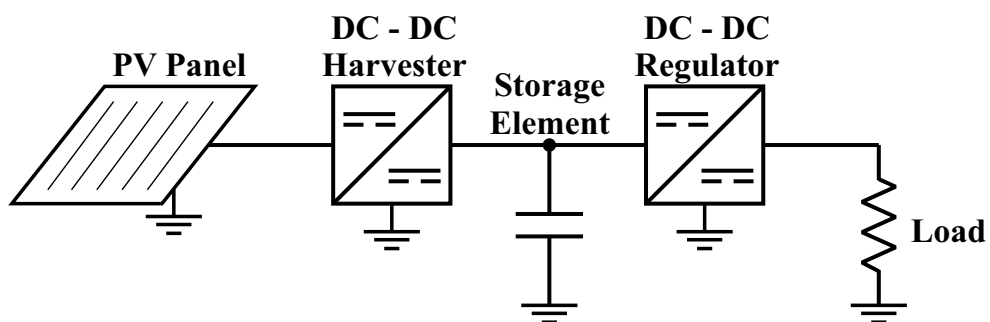 PV Panel
DC - DC
Harvester
Storage
Element
DC - DC
Regulator
Load